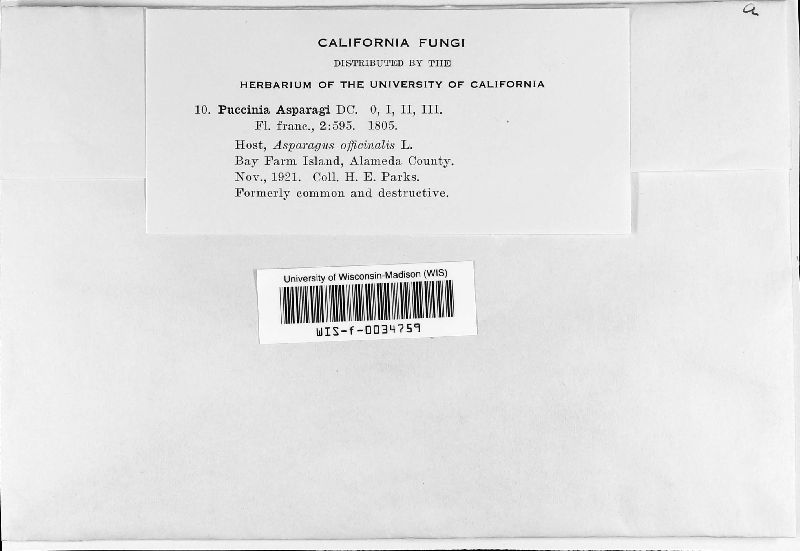 a
CALIFORNIA FUNGI
DISTRIBUTED BY THE
HERBARIUM OF THE UNIVERSITY OF CALIFORNIA
10. Puccinia Asparagi DC. 0, I, II, III.
Fl. franc., 2:595. 1805.
Host, Asparagus officinalis L.
Bay Farm Island, Alameda County.
Nov., 1921. Coll. H. E. Parks.
Formerly common and destructive.
University of Wisconsin-Madison (WIS)
WIS-f-0034759